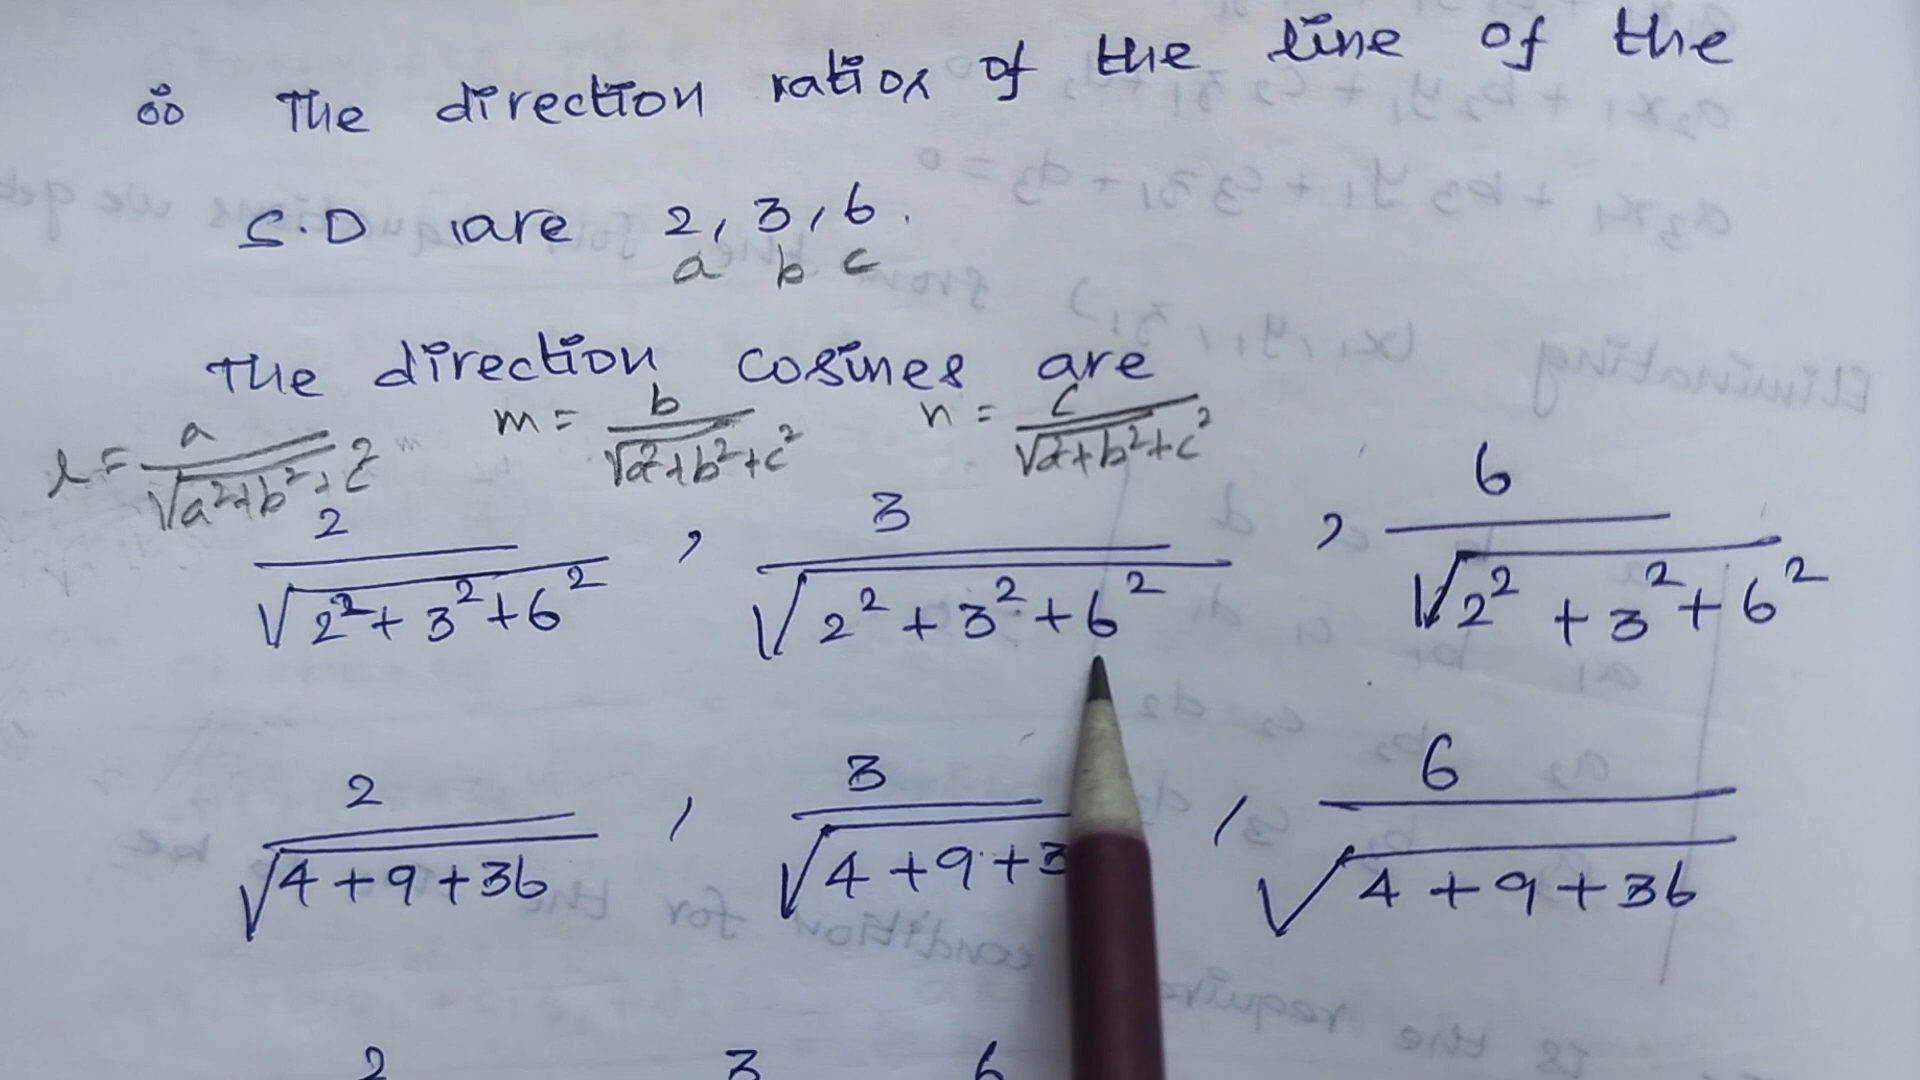 ∴ The direction ratios of the line of the
S.D are 2, 3, 6.
a b c
The direction cosines are
l = a/√(a²+b²+c²) m = b/√(a²+b²+c²) n = c/√(a²+b²+c²)
2/√(2²+3²+6²) , 3/√(2²+3²+6²) , 6/√(2²+3²+6²)
2/√(4+9+36) , 3/√(4+9+3 , 6/√(4+9+36)
2 3 6